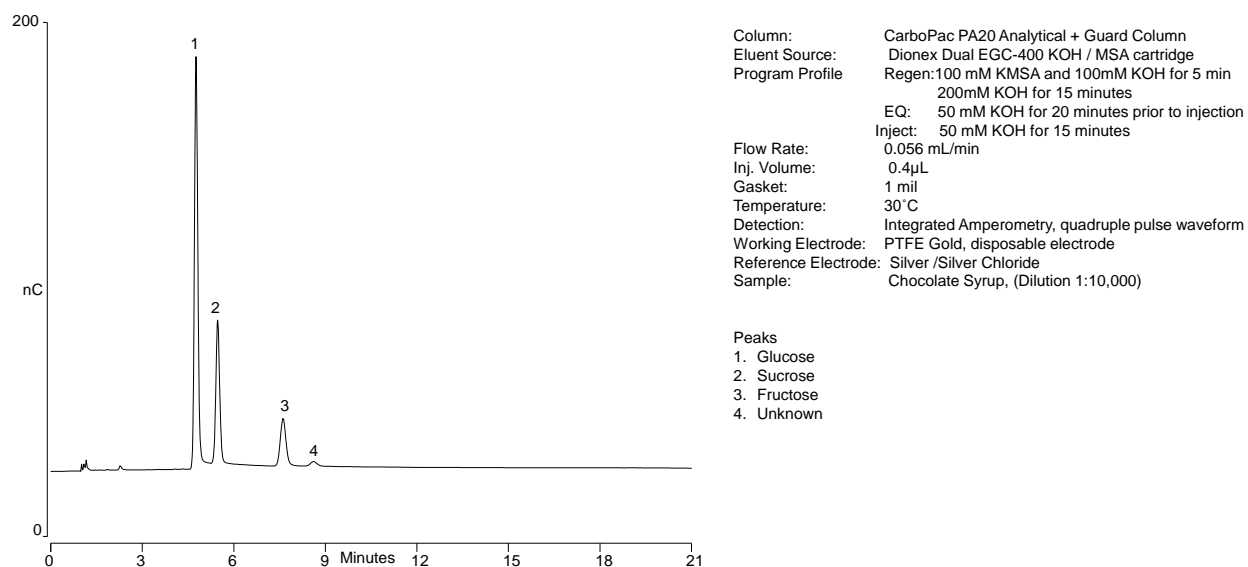 200
nC
0
1
2
3
4
0 3 6 9 Minutes 12 15 18 21
Column: CarboPac PA20 Analytical + Guard Column
Eluent Source: Dionex Dual EGC-400 KOH / MSA cartridge
Program Profile Regen:100 mM KMSA and 100mM KOH for 5 min
200mM KOH for 15 minutes
EQ: 50 mM KOH for 20 minutes prior to injection
Inject: 50 mM KOH for 15 minutes
Flow Rate: 0.056 mL/min
Inj. Volume: 0.4µL
Gasket: 1 mil
Temperature: 30˚C
Detection: Integrated Amperometry, quadruple pulse waveform
Working Electrode: PTFE Gold, disposable electrode
Reference Electrode: Silver /Silver Chloride
Sample: Chocolate Syrup, (Dilution 1:10,000)
Peaks
1. Glucose
2. Sucrose
3. Fructose
4. Unknown